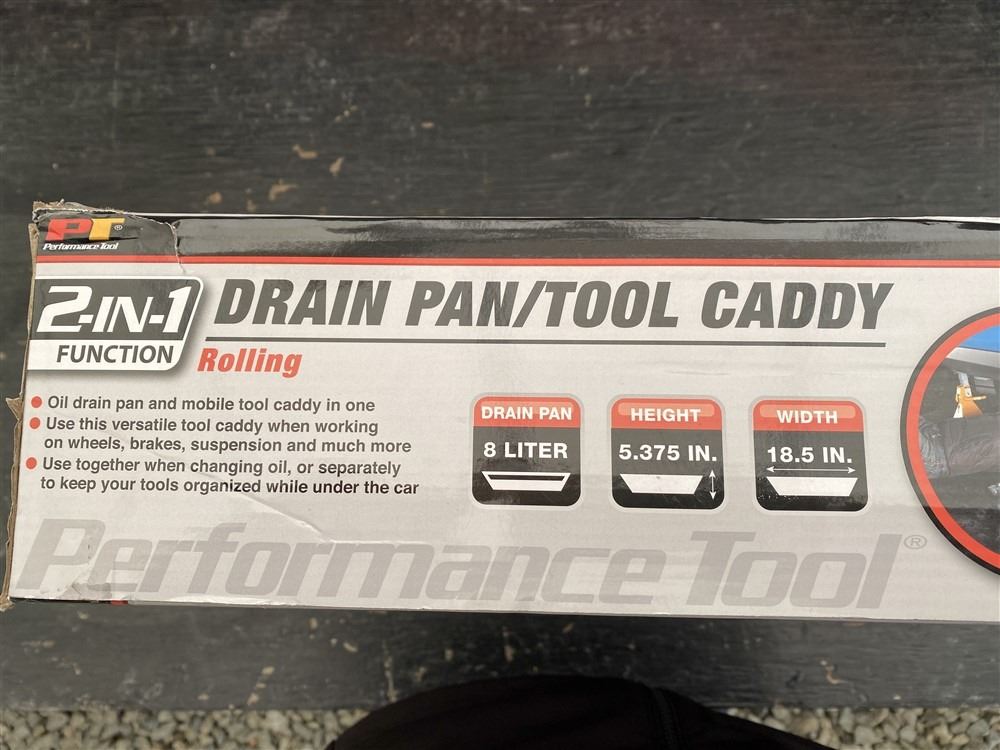 PT®
Performance Tool
2-IN-1
FUNCTION
DRAIN PAN/TOOL CADDY
Rolling
• Oil drain pan and mobile tool caddy in one
• Use this versatile tool caddy when working
on wheels, brakes, suspension and much more
• Use together when changing oil, or separately
to keep your tools organized while under the car
DRAIN PAN
8 LITER
HEIGHT
5.375 IN.
WIDTH
18.5 IN.
Performance Tool®